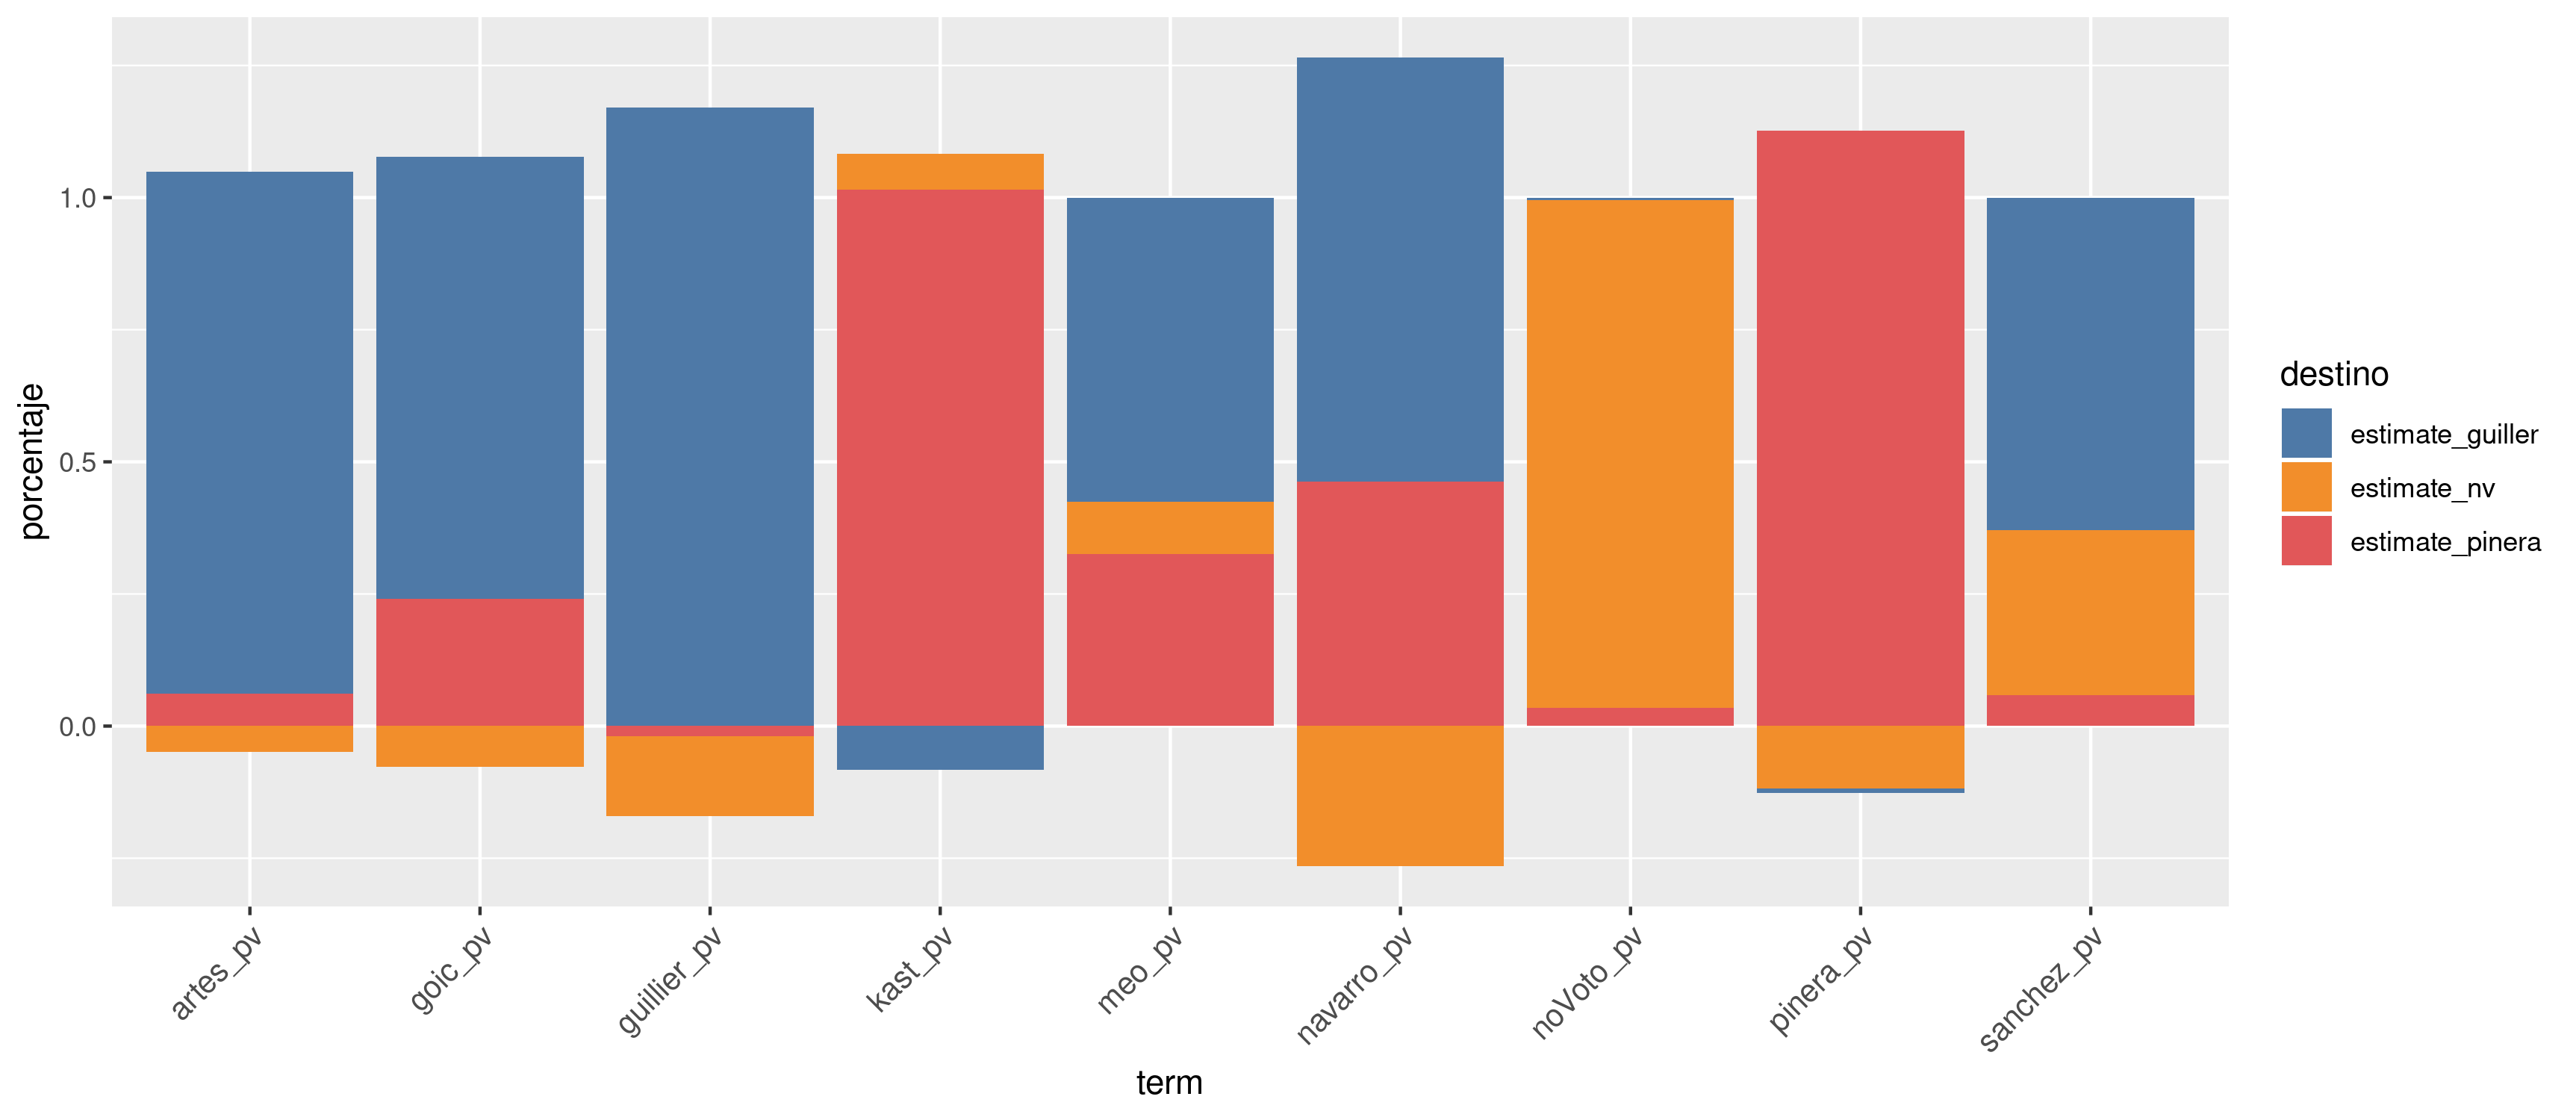 porcentaje
1.0
0.5
0.0
artes_pv
goic_pv
guillier_pv
kast_pv
meo_pv
navarro_pv
noVoto_pv
pinera_pv
sanchez_pv
term
destino
estimate_guiller
estimate_nv
estimate_pinera